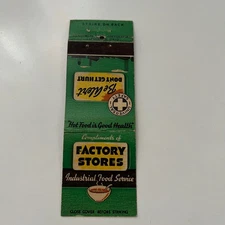 Be Alert
DON'T GET HURT
"Hot Food is Good Health"
Compliments of
FACTORY
STORES
Industrial Food Service